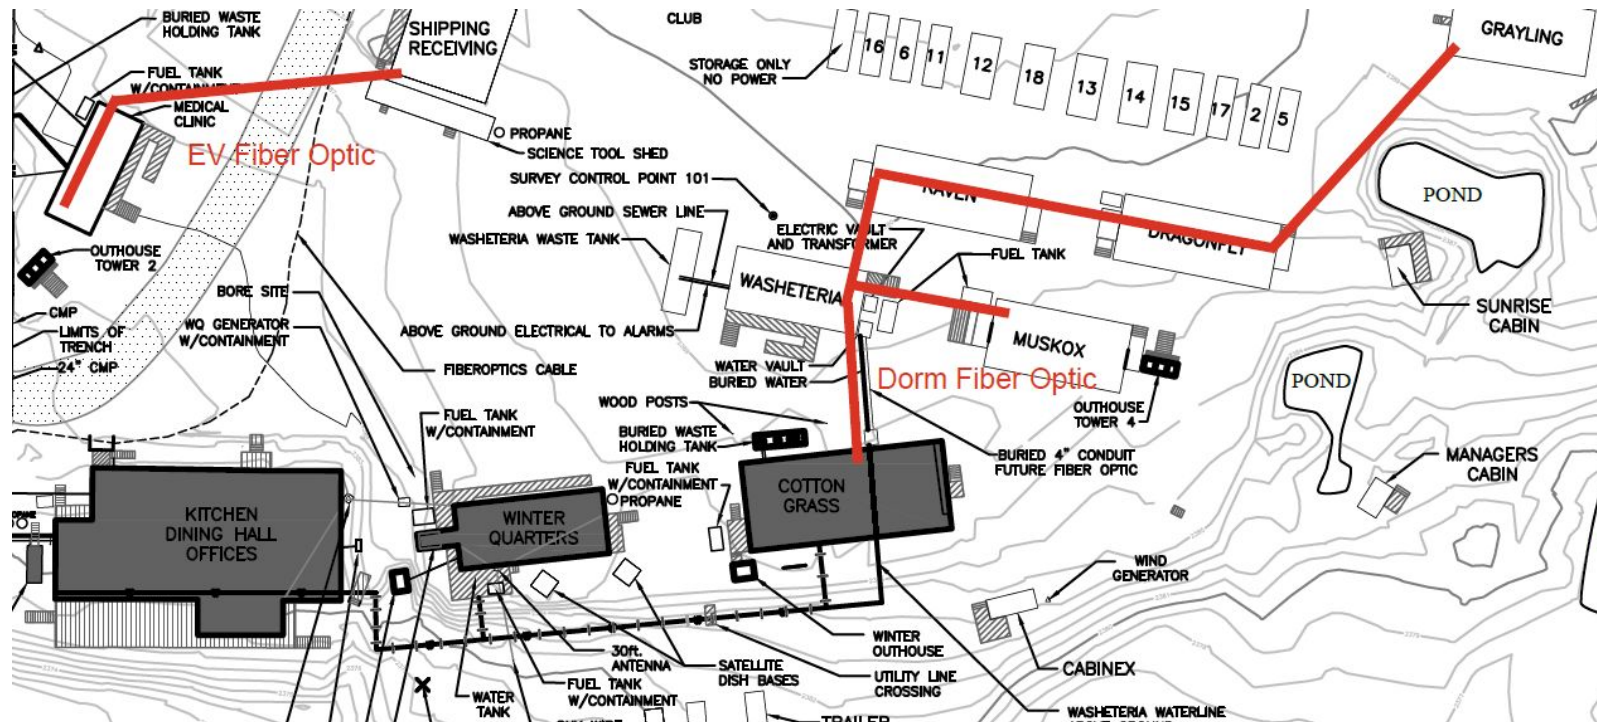 BURIED WASTE
HOLDING TANK
SHIPPING
RECEIVING
CLUB
GRAYLING
STORAGE ONLY
NO POWER
16
6
11
12
18
13
14
15
17
2
5
FUEL TANK
W/CONTAINMENT
MEDICAL
CLINIC
EV Fiber Optic
PROPANE
SCIENCE TOOL SHED
SURVEY CONTROL POINT 101
ABOVE GROUND SEWER LINE
WASHETERIA WASTE TANK
ELECTRIC VAULT
AND TRANSFORMER
RAVEN
DRAGONFLY
POND
FUEL TANK
OUTHOUSE
TOWER 2
BORE SITE
WASHETERIA
SUNRISE
CABIN
CMP
LIMITS OF
TRENCH
24" CMP
WQ GENERATOR
W/CONTAINMENT
ABOVE GROUND ELECTRICAL TO ALARMS
MUSKOX
FIBEROPTICS CABLE
WATER VAULT
BURIED WATER
Dorm Fiber Optic
POND
OUTHOUSE
TOWER 4
WOOD POSTS
FUEL TANK
W/CONTAINMENT
BURIED WASTE
HOLDING TANK
BURIED 4" CONDUIT
FUTURE FIBER OPTIC
MANAGERS
CABIN
FUEL TANK
W/CONTAINMENT
PROPANE
COTTON
GRASS
KITCHEN
DINING HALL
OFFICES
WINTER
QUARTERS
WIND
GENERATOR
WINTER
OUTHOUSE
30ft.
ANTENNA
SATELLITE
DISH BASES
UTILITY LINE
CROSSING
CABINEX
FUEL TANK
W/CONTAINMENT
WATER
TANK
TRAILER
WASHETERIA WATERLINE